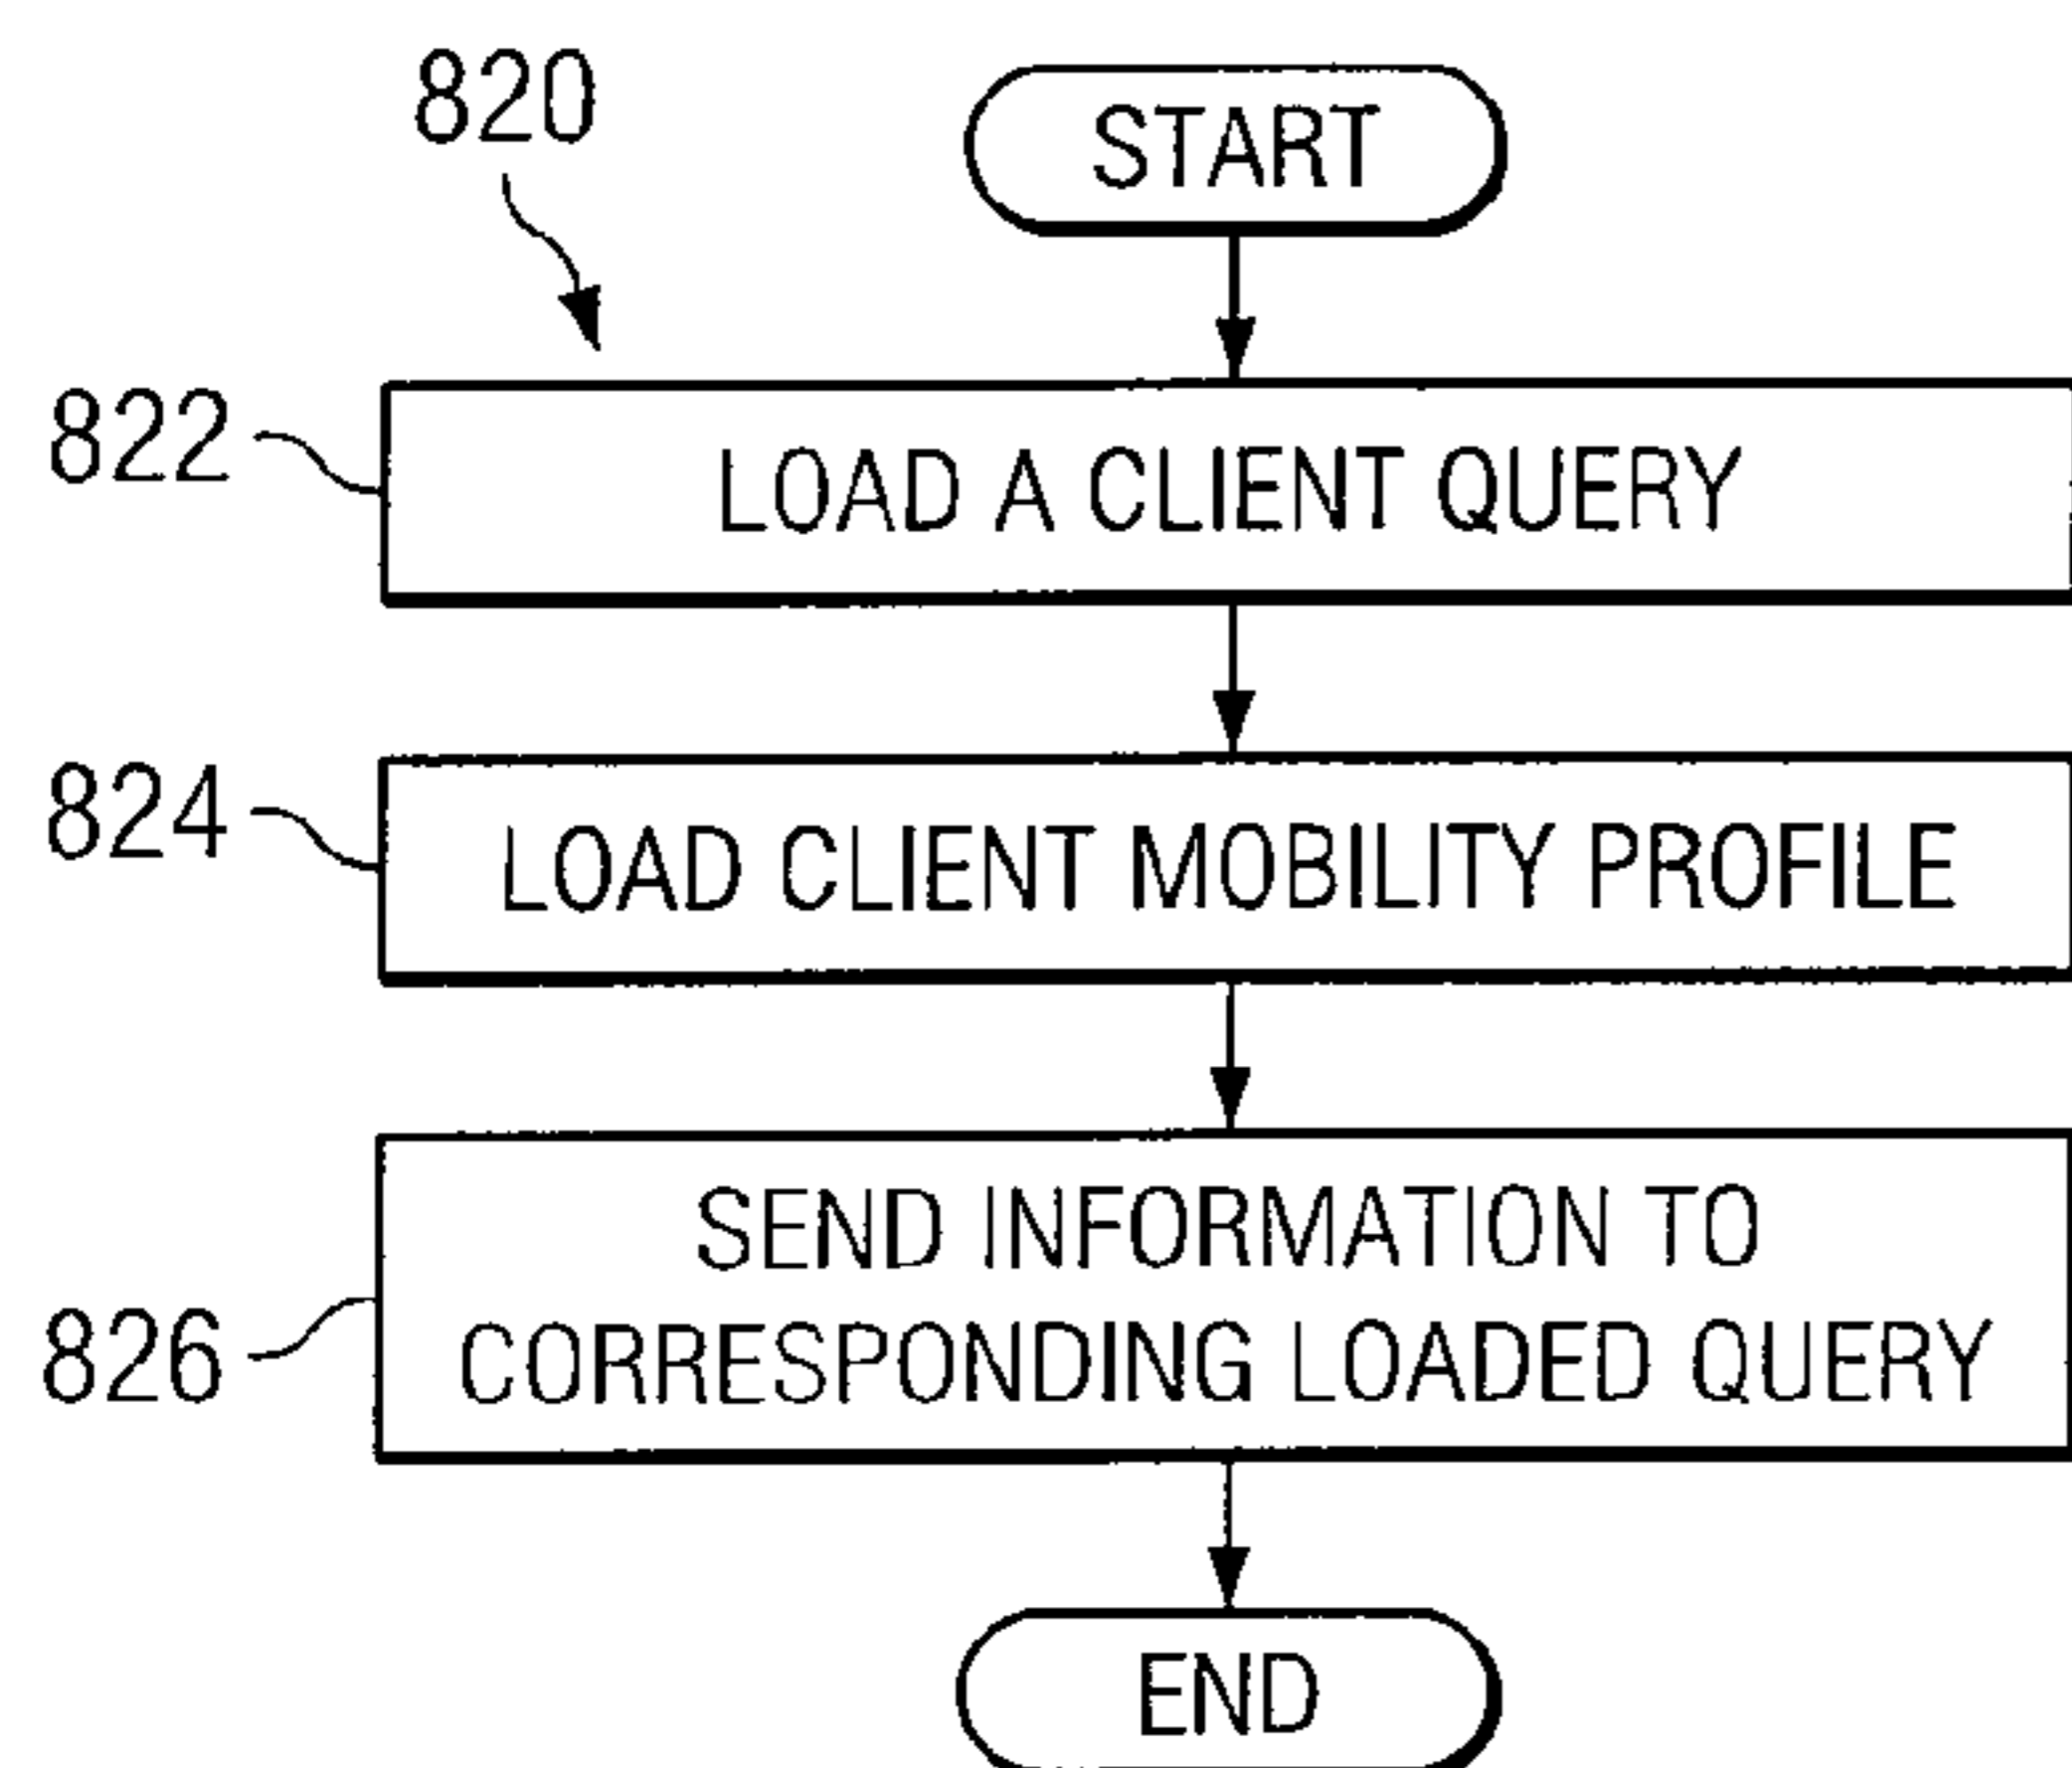 820
START
822
LOAD A CLIENT QUERY
824
LOAD CLIENT MOBILITY PROFILE
SEND INFORMATION TO
826
CORRESPONDING LOADED QUERY
END